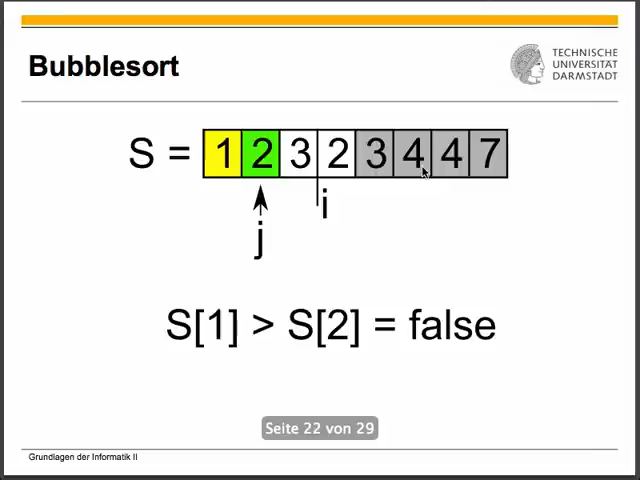 Bubblesort
TECHNISCHE
UNIVERSITÄT
DARMSTADT
S = 1 2 3 2 3 4 4 7
i
j
S[1] > S[2] = false
Seite 22 von 29
Grundlagen der Informatik II